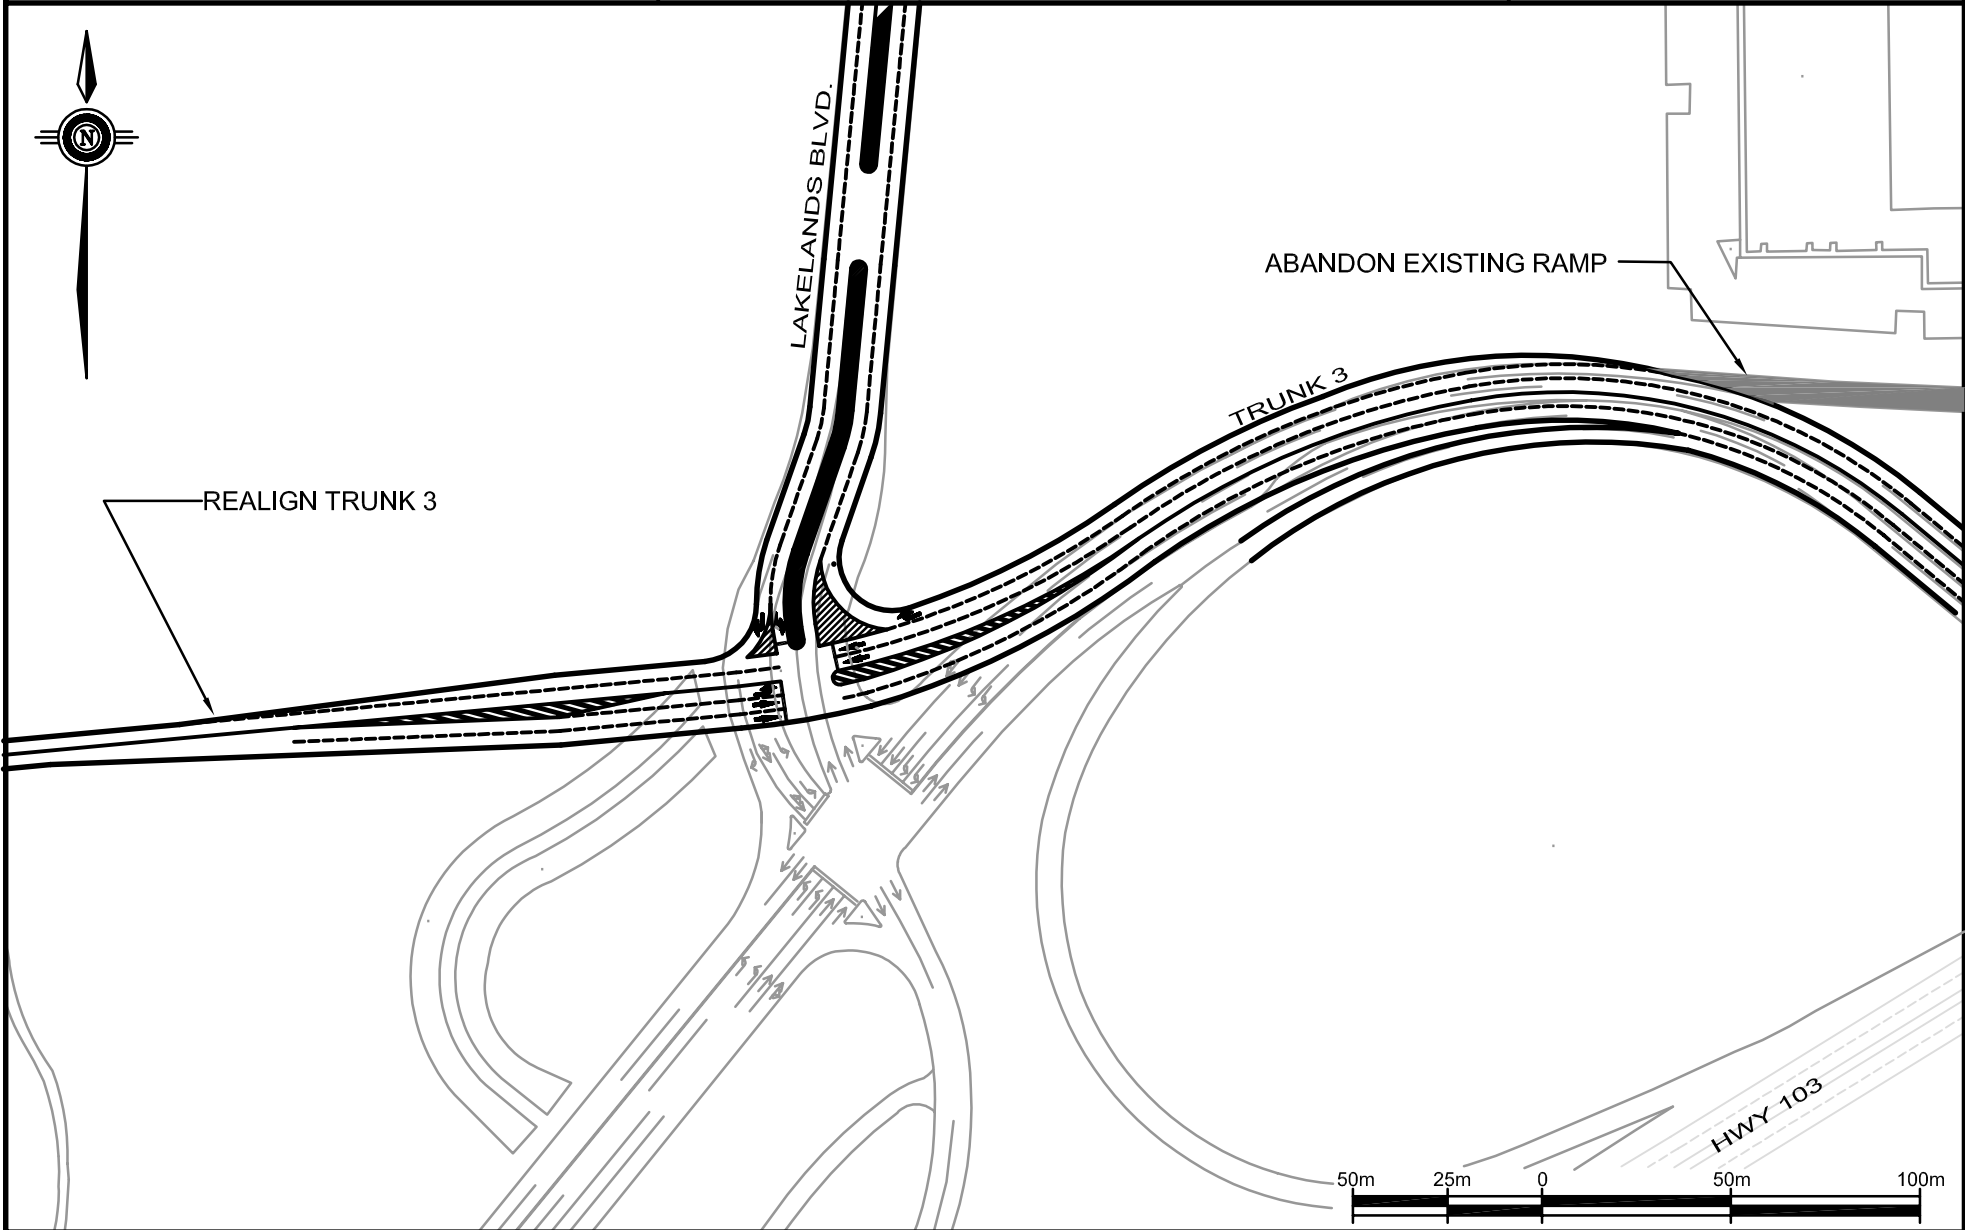 N
LAKELANDS BLVD.
ABANDON EXISTING RAMP
TRUNK 3
REALIGN TRUNK 3
HWY 103
50m 25m 0 50m 100m